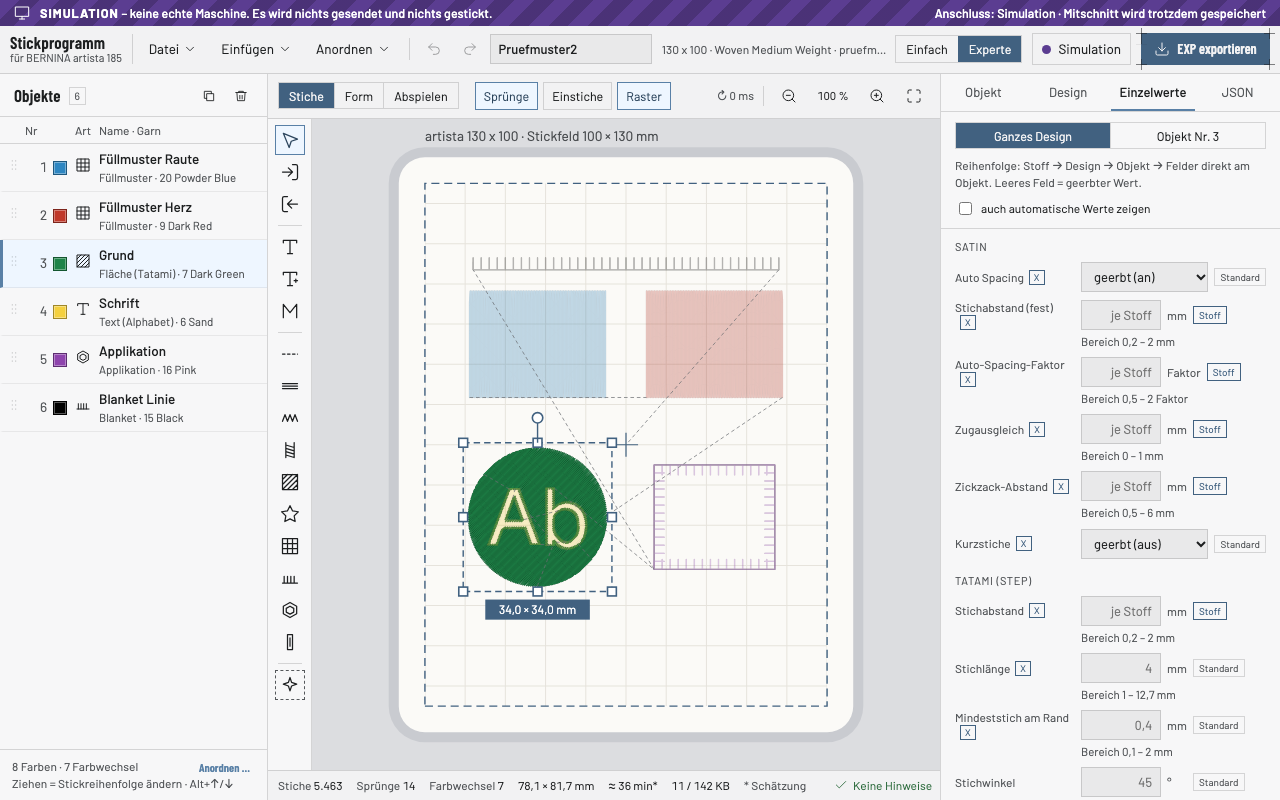 SIMULATION – keine echte Maschine. Es wird nichts gesendet und nichts gestickt.
Anschluss: Simulation · Mitschnitt wird trotzdem gespeichert
Stickprogramm
für BERNINA artista 185
Datei
Einfügen
Anordnen
Pruefmuster2
130 x 100 · Woven Medium Weight · pruefm…
Einfach
Experte
Simulation
EXP exportieren
Objekte 6
Nr Art Name · Garn
1 Füllmuster Raute
Füllmuster · 20 Powder Blue
2 Füllmuster Herz
Füllmuster · 9 Dark Red
3 Grund
Fläche (Tatami) · 7 Dark Green
4 Schrift
Text (Alphabet) · 6 Sand
5 Applikation
Applikation · 16 Pink
6 Blanket Linie
Blanket · 15 Black
8 Farben · 7 Farbwechsel
Anordnen …
Ziehen = Stickreihenfolge ändern · Alt+↑/↓
Stiche
Form
Abspielen
Sprünge
Einstiche
Raster
↻ 0 ms
100 %
artista 130 x 100 · Stickfeld 100 × 130 mm
Ab
34,0 × 34,0 mm
Stiche 5.463 Sprünge 14 Farbwechsel 7 78,1 × 81,7 mm ≈ 36 min* 11 / 142 KB * Schätzung
Keine Hinweise
Objekt
Design
Einzelwerte
JSON
Ganzes Design
Objekt Nr. 3
Reihenfolge: Stoff → Design → Objekt → Felder direkt am
Objekt. Leeres Feld = geerbter Wert.
auch automatische Werte zeigen
SATIN
Auto Spacing X geerbt (an) Standard
Stichabstand (fest) X je Stoff mm Stoff
Bereich 0,2 – 2 mm
Auto-Spacing-Faktor X je Stoff Faktor Stoff
Bereich 0,5 – 2 Faktor
Zugausgleich X je Stoff mm Stoff
Bereich 0 – 1 mm
Zickzack-Abstand X je Stoff mm Stoff
Bereich 0,5 – 6 mm
Kurzstiche X geerbt (aus) Standard
TATAMI (STEP)
Stichabstand X je Stoff mm Stoff
Bereich 0,2 – 2 mm
Stichlänge X 4 mm Standard
Bereich 1 – 12,7 mm
Mindeststich am Rand X 0,4 mm Standard
Bereich 0,1 – 2 mm
Stichwinkel 45 ° Standard